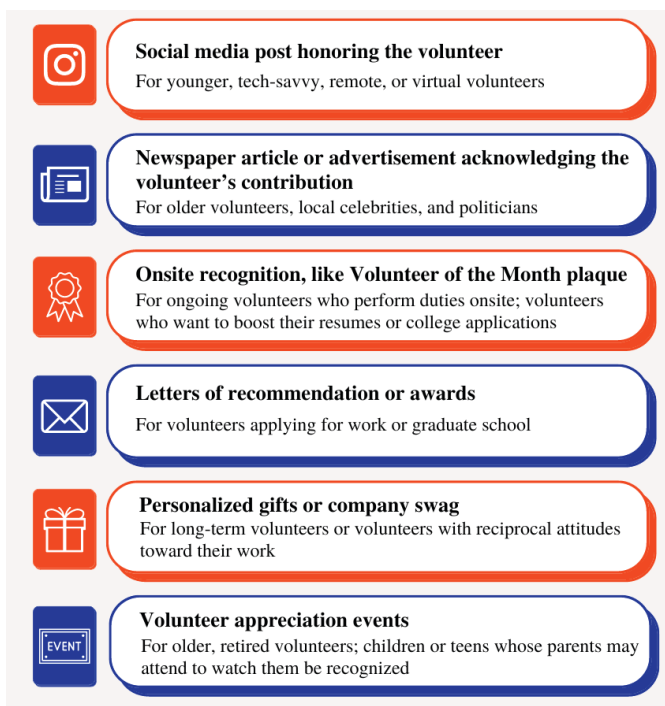 Social media post honoring the volunteer
For younger, tech-savvy, remote, or virtual volunteers
Newspaper article or advertisement acknowledging the
volunteer’s contribution
For older volunteers, local celebrities, and politicians
Onsite recognition, like Volunteer of the Month plaque
For ongoing volunteers who perform duties onsite; volunteers
who want to boost their resumes or college applications
Letters of recommendation or awards
For volunteers applying for work or graduate school
Personalized gifts or company swag
For long-term volunteers or volunteers with reciprocal attitudes
toward their work
EVENT
Volunteer appreciation events
For older, retired volunteers; children or teens whose parents may
attend to watch them be recognized